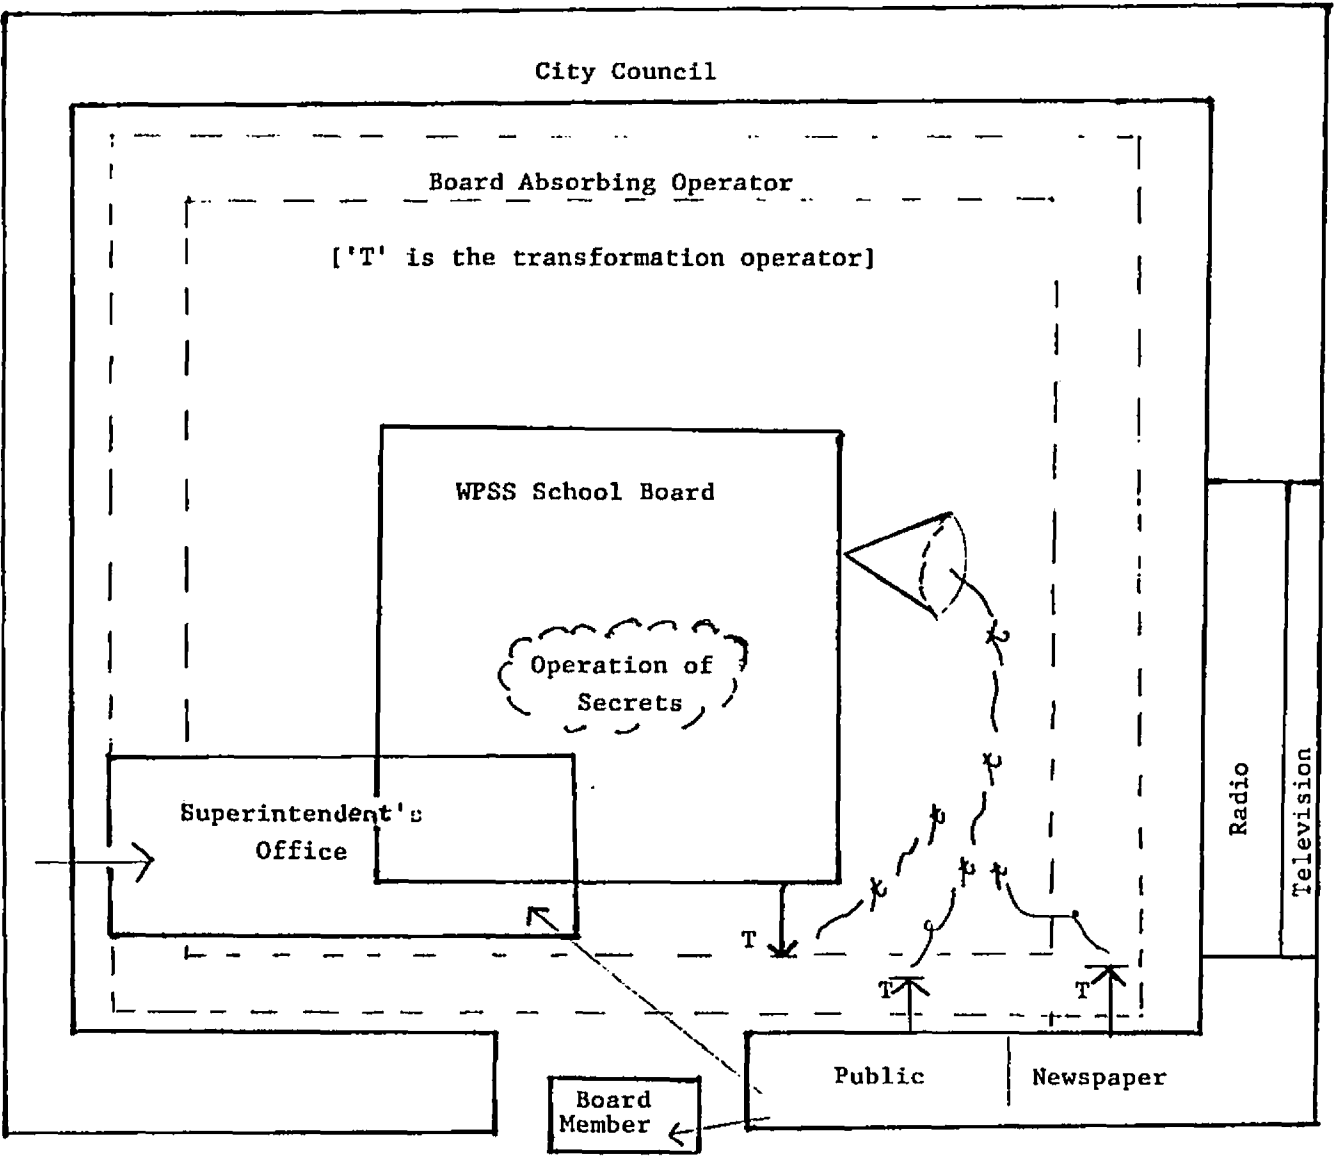 City Council
Board Absorbing Operator
['T' is the transformation operator]
WPSS School Board
Operation of
Secrets
Superintendent's
Office
Radio
Television
T
T
T
Public
Newspaper
Board
Member